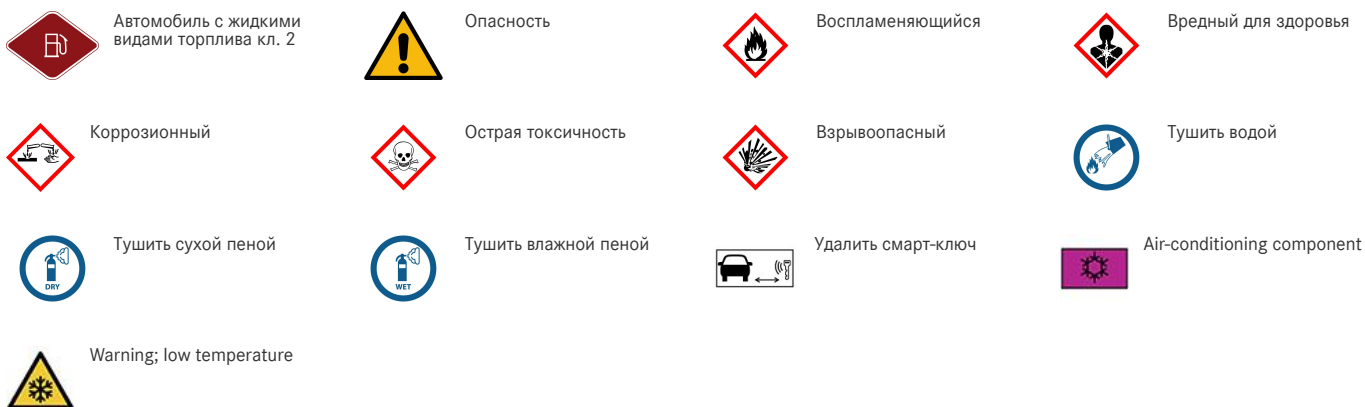 Автомобиль с жидкими
видами торплива кл. 2
Опасность
Воспламеняющийся
Вредный для здоровья
Коррозионный
Острая токсичность
Взрывоопасный
Тушить водой
DRY
Тушить сухой пеной
WET
Тушить влажной пеной
Удалить смарт-ключ
Air-conditioning component
Warning; low temperature